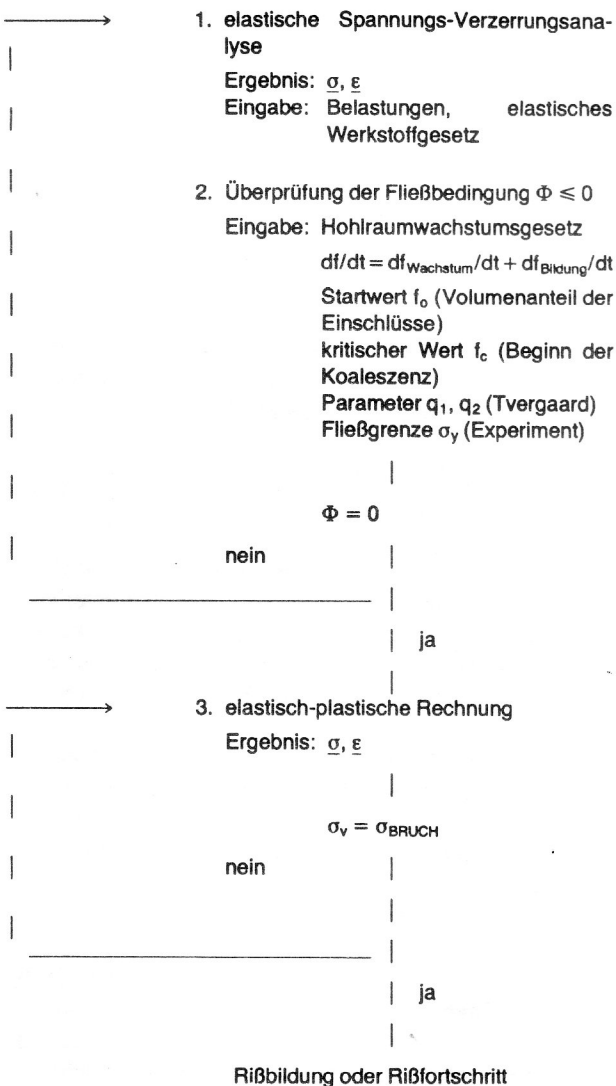 1. elastische Spannungs-Verzerrungsana-
lyse
Ergebnis: σ, ε
Eingabe: Belastungen, elastisches
Werkstoffgesetz
2. Überprüfung der Fließbedingung Φ ≤ 0
Eingabe: Hohlraumwachstumsgesetz
df/dt = df_Wachstum/dt + df_Bildung/dt
Startwert f_o (Volumenanteil der
Einschlüsse)
kritischer Wert f_c (Beginn der
Koaleszenz)
Parameter q₁, q₂ (Tvergaard)
Fließgrenze σ_y (Experiment)
Φ = 0
nein
ja
3. elastisch-plastische Rechnung
Ergebnis: σ, ε
σ_v = σ_BRUCH
nein
ja
Rißbildung oder Rißfortschritt